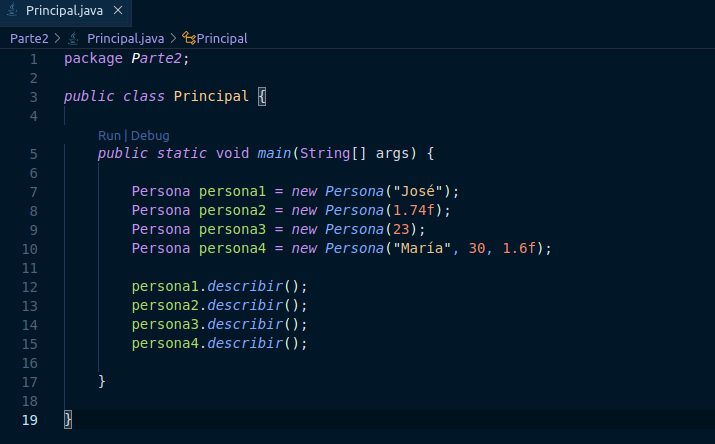 Principal.java ×
Parte2 > Principal.java > Principal
1 package Parte2;
2
3 public class Principal {
4
Run | Debug
5 public static void main(String[] args) {
6
7 Persona persona1 = new Persona("José");
8 Persona persona2 = new Persona(1.74f);
9 Persona persona3 = new Persona(23);
10 Persona persona4 = new Persona("María", 30, 1.6f);
11
12 persona1.describir();
13 persona2.describir();
14 persona3.describir();
15 persona4.describir();
16
17 }
18
19 }